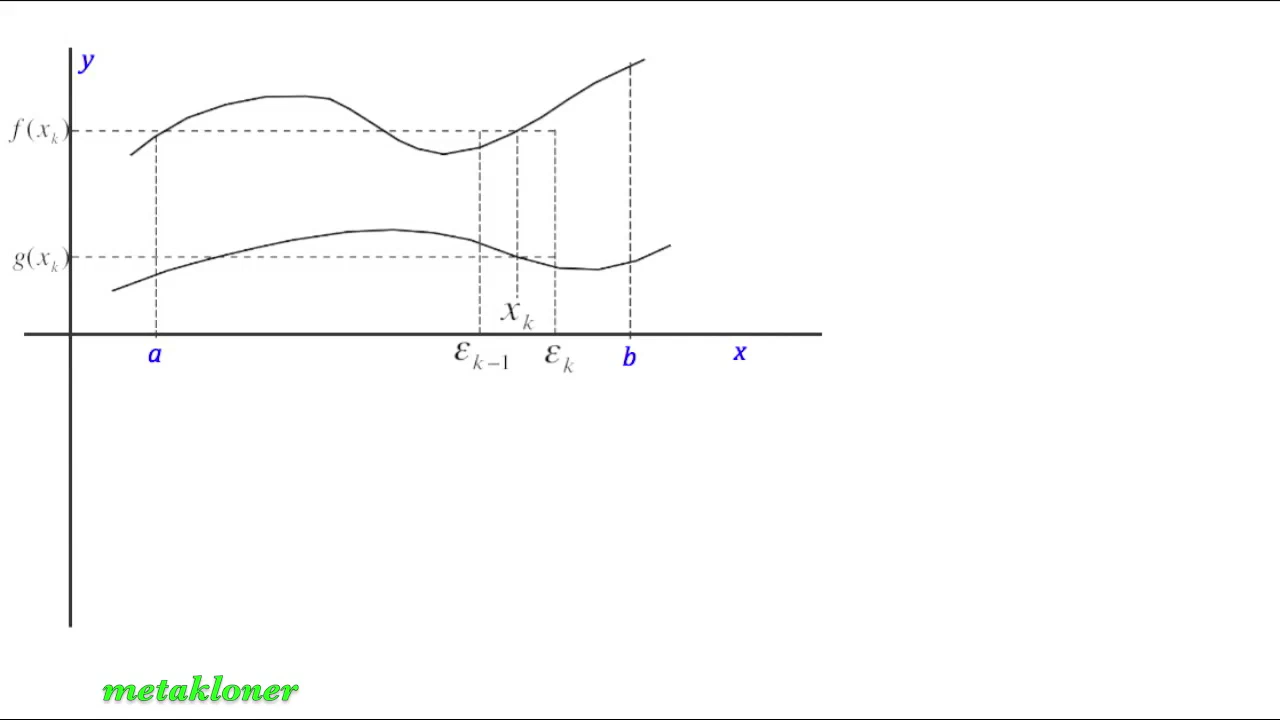 y
f(xₖ)
g(xₖ)
xₖ
a
εₖ₋₁
εₖ
b
x
metakloner